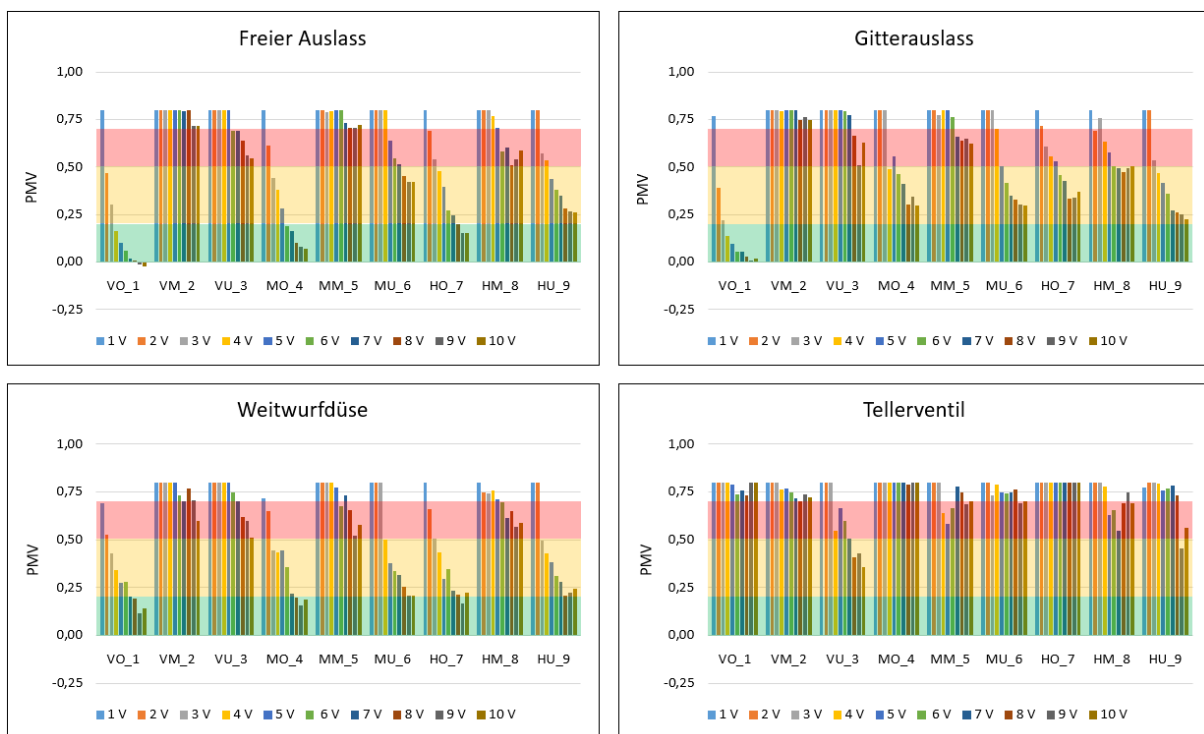 Freier Auslass
1,00
0,75
0,50
0,25
0,00
-0,25
PMV
VO_1 VM_2 VU_3 MO_4 MM_5 MU_6 HO_7 HM_8 HU_9
1 V 2 V 3 V 4 V 5 V 6 V 7 V 8 V 9 V 10 V
Gitterauslass
1,00
0,75
0,50
0,25
0,00
-0,25
PMV
VO_1 VM_2 VU_3 MO_4 MM_5 MU_6 HO_7 HM_8 HU_9
1 V 2 V 3 V 4 V 5 V 6 V 7 V 8 V 9 V 10 V
Weitwurfdüse
1,00
0,75
0,50
0,25
0,00
-0,25
PMV
VO_1 VM_2 VU_3 MO_4 MM_5 MU_6 HO_7 HM_8 HU_9
1 V 2 V 3 V 4 V 5 V 6 V 7 V 8 V 9 V 10 V
Tellerventil
1,00
0,75
0,50
0,25
0,00
-0,25
PMV
VO_1 VM_2 VU_3 MO_4 MM_5 MU_6 HO_7 HM_8 HU_9
1 V 2 V 3 V 4 V 5 V 6 V 7 V 8 V 9 V 10 V